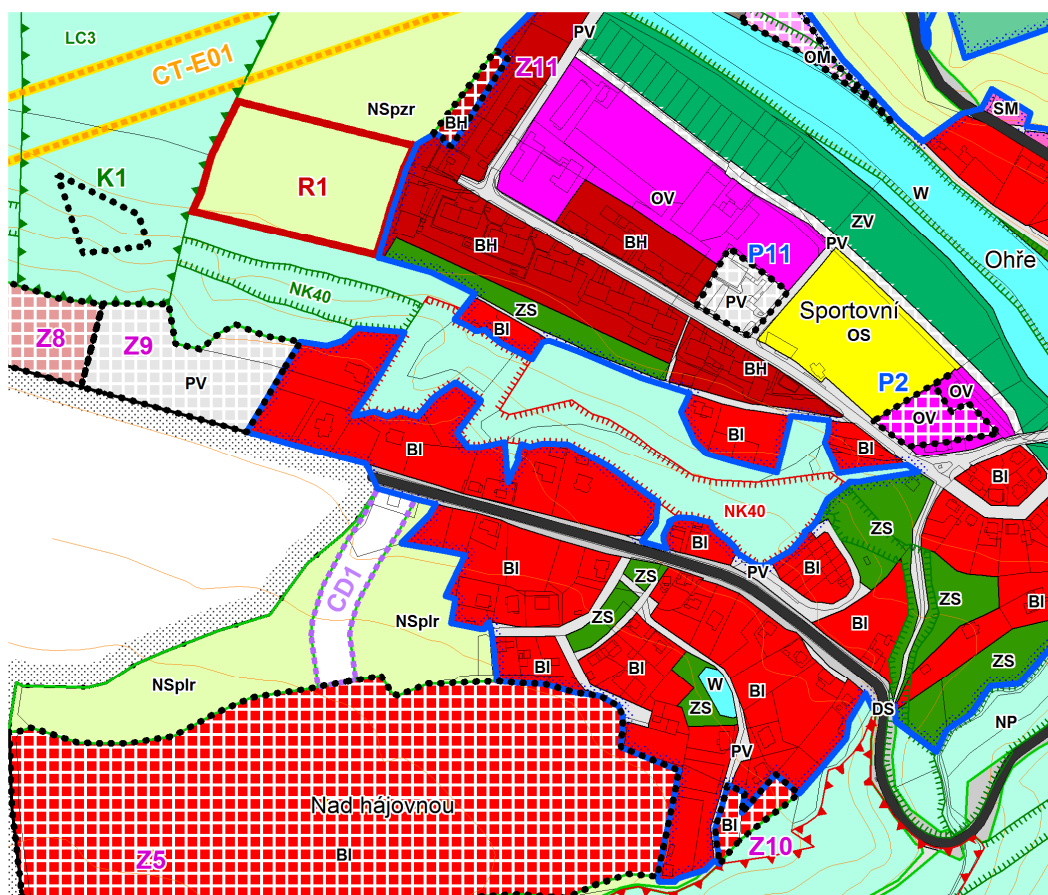 LC3
CT-E01
PV
Z11
OM
SM
NSpzr
BH
K1
R1
OV
W
ZV
PV
Ohře
BH
BH
P11
PV
NK40
ZS
BI
Sportovní
OS
Z8
Z9
PV
BH
P2
OV
OV
BI
BI
BI
BI
NK40
ZS
BI
PV
BI
BI
CD1
ZS
ZS
BI
ZS
BI
NSplr
ZS
NSplr
BI
BI
W
BI
ZS
DS
NP
PV
Nad hájovnou
BI
Z10
BI
Z5